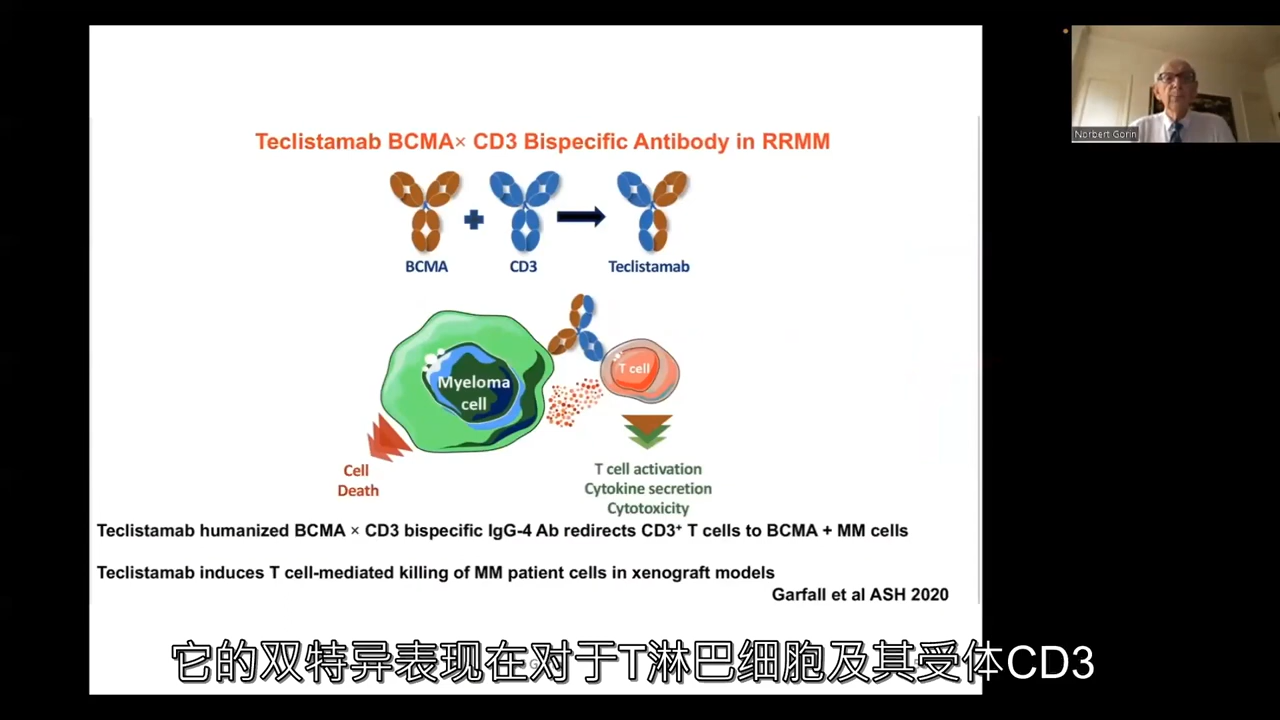 Norbert Gorin
Teclistamab BCMA× CD3 Bispecific Antibody in RRMM
BCMA
CD3
Teclistamab
Myeloma
cell
T cell
Cell
Death
T cell activation
Cytokine secretion
Cytotoxicity
Teclistamab humanized BCMA × CD3 bispecific IgG-4 Ab redirects CD3⁺ T cells to BCMA + MM cells
Teclistamab induces T cell-mediated killing of MM patient cells in xenograft models
Garfall et al ASH 2020
它的双特异表现在对于T淋巴细胞及其受体CD3